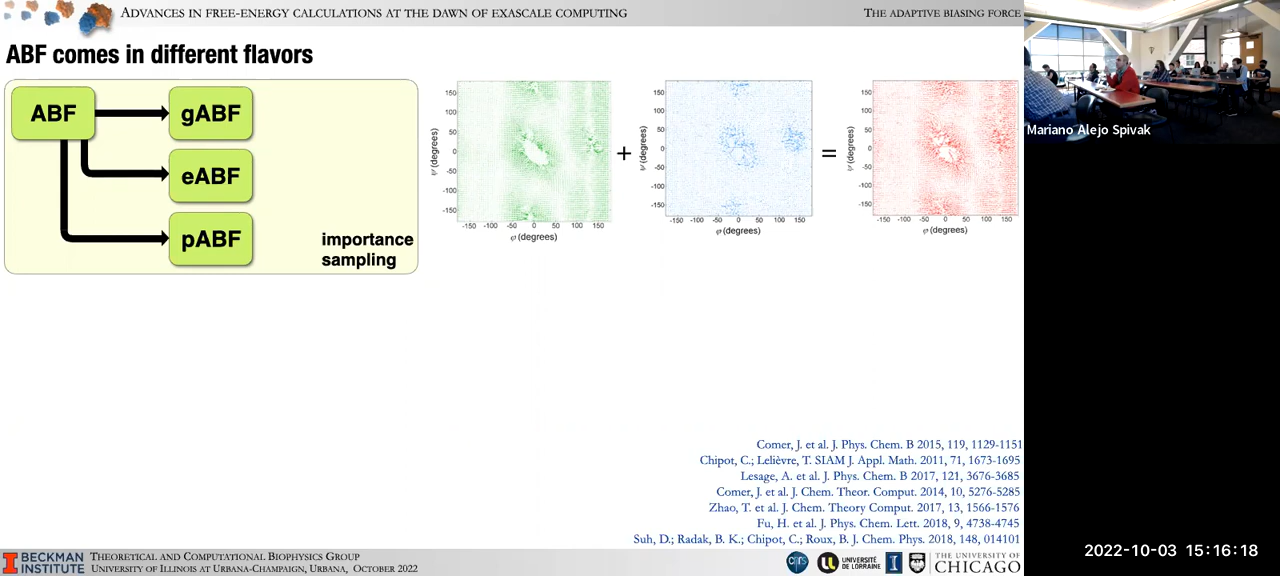 ADVANCES IN FREE-ENERGY CALCULATIONS AT THE DAWN OF EXASCALE COMPUTING
THE ADAPTIVE BIASING FORCE
ABF comes in different flavors
ABF
gABF
eABF
pABF
importance
sampling
150
100
50
0
-50
-100
-150
ψ (degrees)
-150 -100 -50 0 50 100 150
φ (degrees)
+
150
100
50
0
-50
-100
-150
ψ (degrees)
-150 -100 -50 0 50 100 150
φ (degrees)
=
150
100
50
0
-50
-100
-150
ψ (degrees)
-150 -100 -50 0 50 100 150
φ (degrees)
Mariano Alejo Spivak
Comer, J. et al. J. Phys. Chem. B 2015, 119, 1129-1151
Chipot, C.; Lelièvre, T. SIAM J. Appl. Math. 2011, 71, 1673-1695
Lesage, A. et al. J. Phys. Chem. B 2017, 121, 3676-3685
Comer, J. et al. J. Chem. Theor. Comput. 2014, 10, 5276-5285
Zhao, T. et al. J. Chem. Theory Comput. 2017, 13, 1566-1576
Fu, H. et al. J. Phys. Chem. Lett. 2018, 9, 4738-4745
Suh, D.; Radak, B. K.; Chipot, C.; Roux, B. J. Chem. Phys. 2018, 148, 014101
I BECKMAN
INSTITUTE
THEORETICAL AND COMPUTATIONAL BIOPHYSICS GROUP
UNIVERSITY OF ILLINOIS AT URBANA-CHAMPAIGN, URBANA, OCTOBER 2022
cnrs
UNIVERSITÉ
DE LORRAINE
I
THE UNIVERSITY OF
CHICAGO
2022-10-03 15:16:18